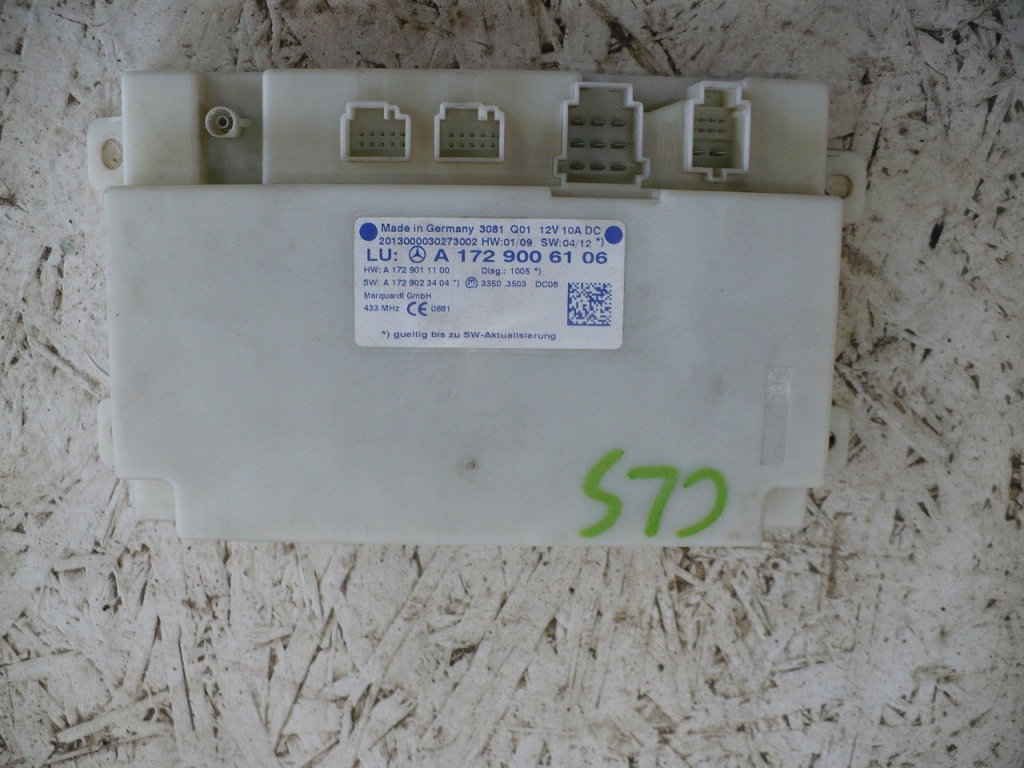 Made in Germany 3081 Q01 12V 10A DC
2013000030273002 HW:01/09 SW:04/12 *)
LU: A 172 900 61 06
HW: A 172 901 11 00 Diag.: 1005 *)
SW: A 172 902 34 04 *) 3350 .3503 DC08
Marquardt GmbH
433 MHz CE 0681
*) gueltig bis zu SW-Aktualisierung
CLS